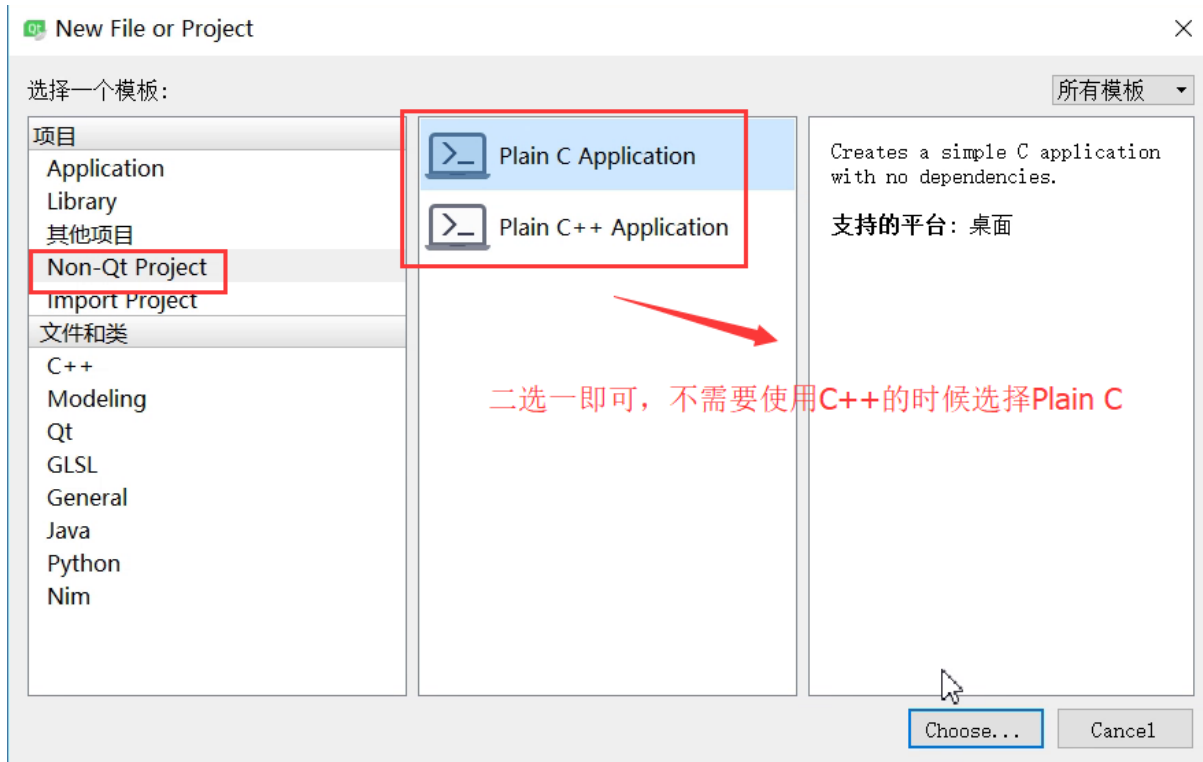 New File or Project
选择一个模板:
所有模板
项目
Application
Library
其他项目
Non-Qt Project
Import Project
文件和类
C++
Modeling
Qt
GLSL
General
Java
Python
Nim
Plain C Application
Plain C++ Application
Creates a simple C application
with no dependencies.
支持的平台: 桌面
二选一即可，不需要使用C++的时候选择Plain C
Choose...
Cancel